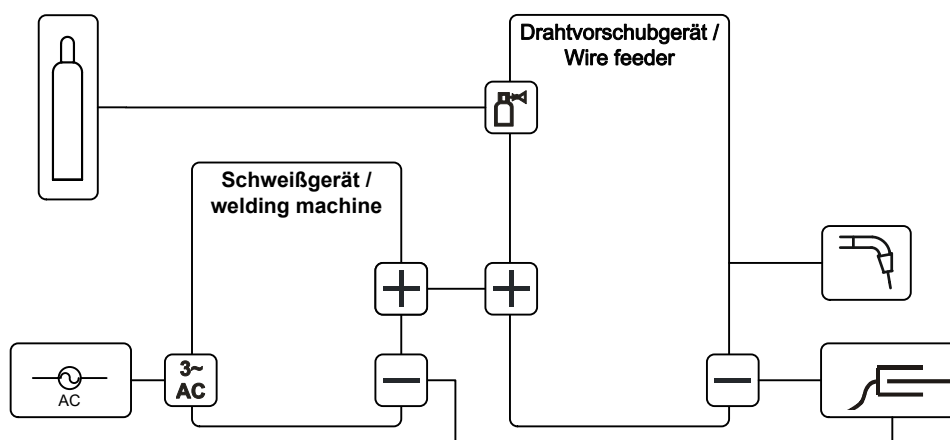 Drahtvorschubgerät /
Wire feeder
Schweißgerät /
welding machine
3~
AC
AC